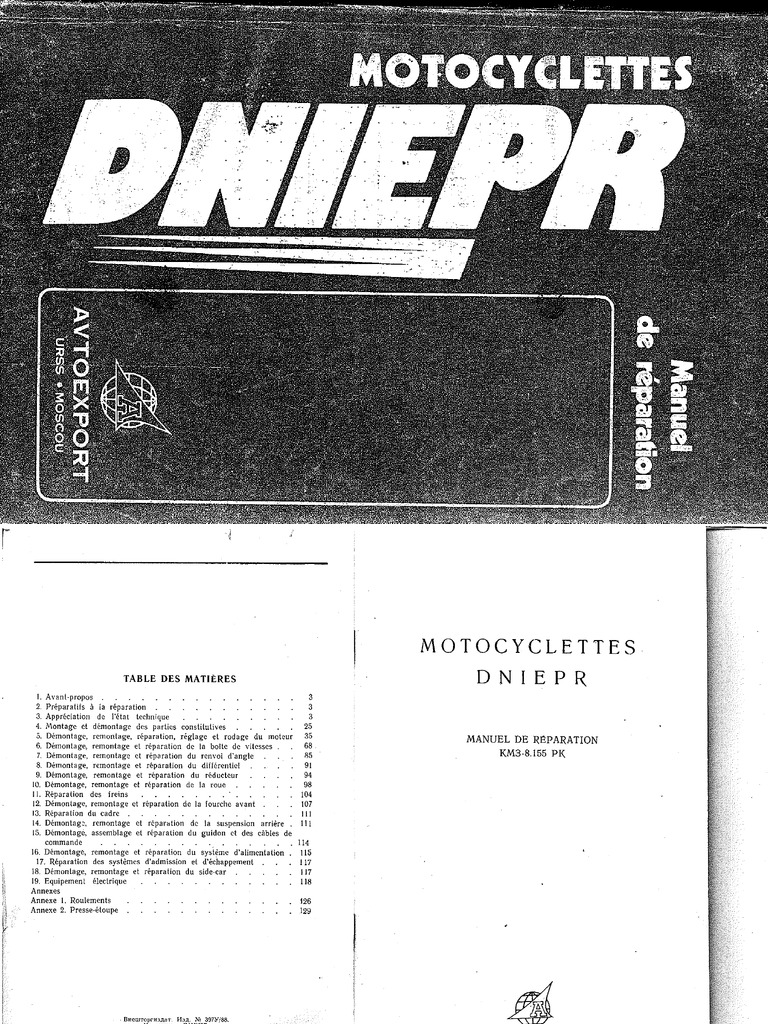 MOTOCYCLETTES
DNIEPR
Manuel
de réparation
AVTOEXPORT
URSS • MOSCOU
A
TABLE DES MATIÈRES
1. Avant-propos . . . . . . . . . . . . . . . 3
2. Préparatifs à la réparation . . . . . . . . . . . 3
3. Appréciation de l'état technique . . . . . . . . . 3
4. Montage et démontage des parties constitutives . . . . . 25
5. Démontage, remontage, réparation, réglage et rodage du moteur 35
6. Démontage, remontage et réparation de la boîte de vitesses . . 68
7. Démontage, remontage et réparation du renvoi d'angle . . . 85
8. Démontage, remontage et réparation du différentiel . . . . 91
9. Démontage, remontage et réparation du réducteur . . . . 94
10. Démontage, remontage et réparation de la roue . . . . . 98
11. Réparation des freins . . . . . . . . . . . . 104
12. Démontage, remontage et réparation de la fourche avant . . . 107
13. Réparation du cadre . . . . . . . . . . . . . 111
14. Démontage, remontage et réparation de la suspension arrière . 111
15. Démontage, assemblage et réparation du guidon et des câbles de
commande . . . . . . . . . . . . . . . 114
16. Démontage, remontage et réparation du système d'alimentation . 115
17. Réparation des systèmes d'admission et d'échappement . . . 117
18. Démontage, remontage et réparation du side-car . . . . . 117
19. Equipement électrique . . . . . . . . . . . . 118
Annexes
Annexe 1. Roulements . . . . . . . . . . . . . 126
Annexe 2. Presse-étoupe . . . . . . . . . . . . . 129
Внешторгиздат. Изд. №
MOTOCYCLETTES
DNIEPR
MANUEL DE RÉPARATION
KM3-8.155 PK
A